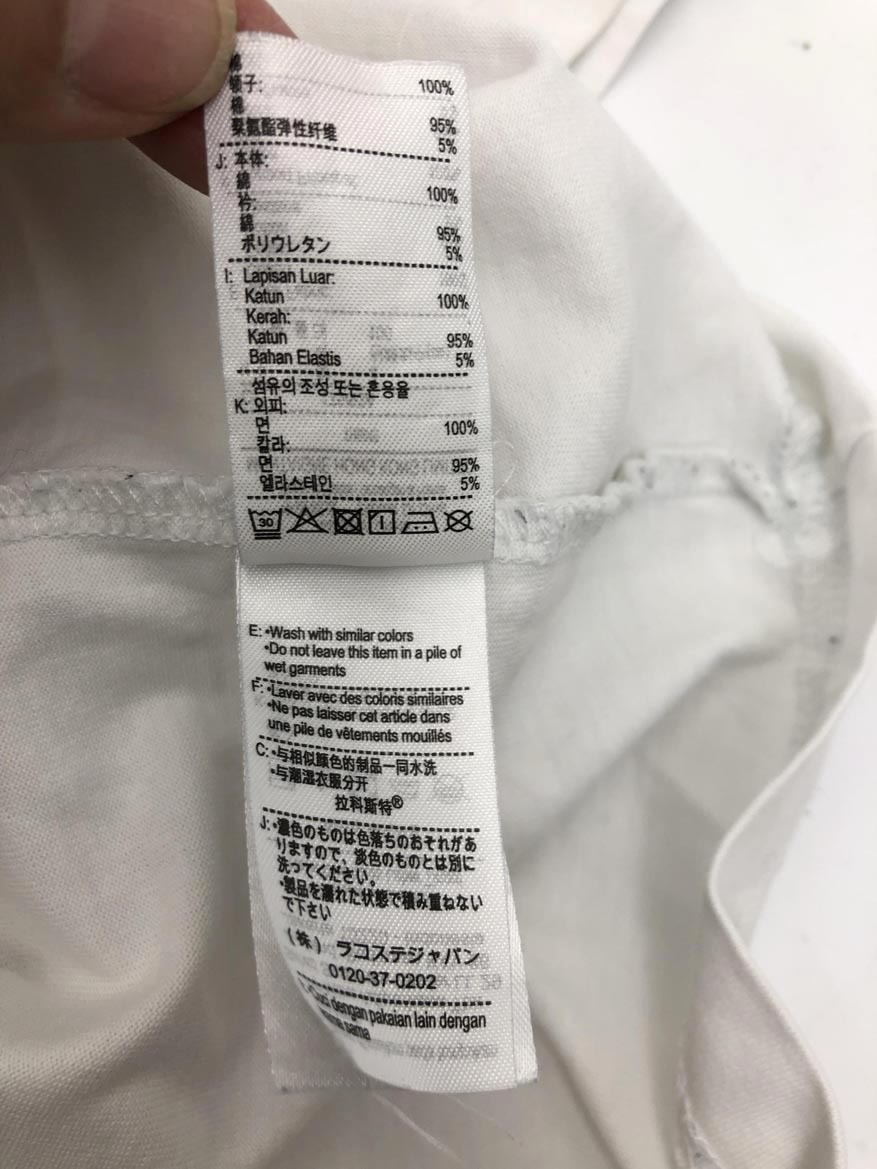 棉
领子: 100%
棉 95%
聚氨酯弹性纤维 5%
J: 本体:
綿 100%
衿:
綿 95%
ポリウレタン 5%
I: Lapisan Luar:
Katun 100%
Kerah:
Katun 95%
Bahan Elastis 5%
섬유의 조성 또는 혼용율
K: 외피:
면 100%
칼라:
면 95%
엘라스테인 5%
30
E: •Wash with similar colors
•Do not leave this item in a pile of
wet garments
F: •Laver avec des coloris similaires
•Ne pas laisser cet article dans
une pile de vêtements mouillés
C: •与相似颜色的制品一同水洗
•与潮湿衣服分开
拉科斯特®
J: •濃色のものは色落ちのおそれがあ
りますので、淡色のものとは別に
洗ってください。
•製品を濡れた状態で積み重ねない
で下さい
(株) ラコステジャパン
0120-37-0202
dengan pakaian lain dengan
sama